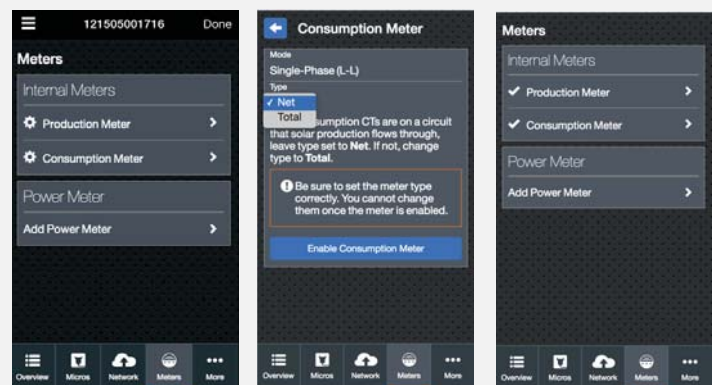 121505001716 Done
Meters
Internal Meters
Production Meter
Consumption Meter
Power Meter
Add Power Meter
Overview Micros Network Meters More
Consumption Meter
Mode
Single-Phase (L-L)
Type
✓ Net
Total
sumption CTs are on a circuit
that solar production flows through,
leave type set to Net. If not, change
type to Total.
Be sure to set the meter type
correctly. You cannot change
them once the meter is enabled.
Enable Consumption Meter
Overview Micros Network Meters More
Meters
Internal Meters
Production Meter
Consumption Meter
Power Meter
Add Power Meter
Overview Micros Network Meters More